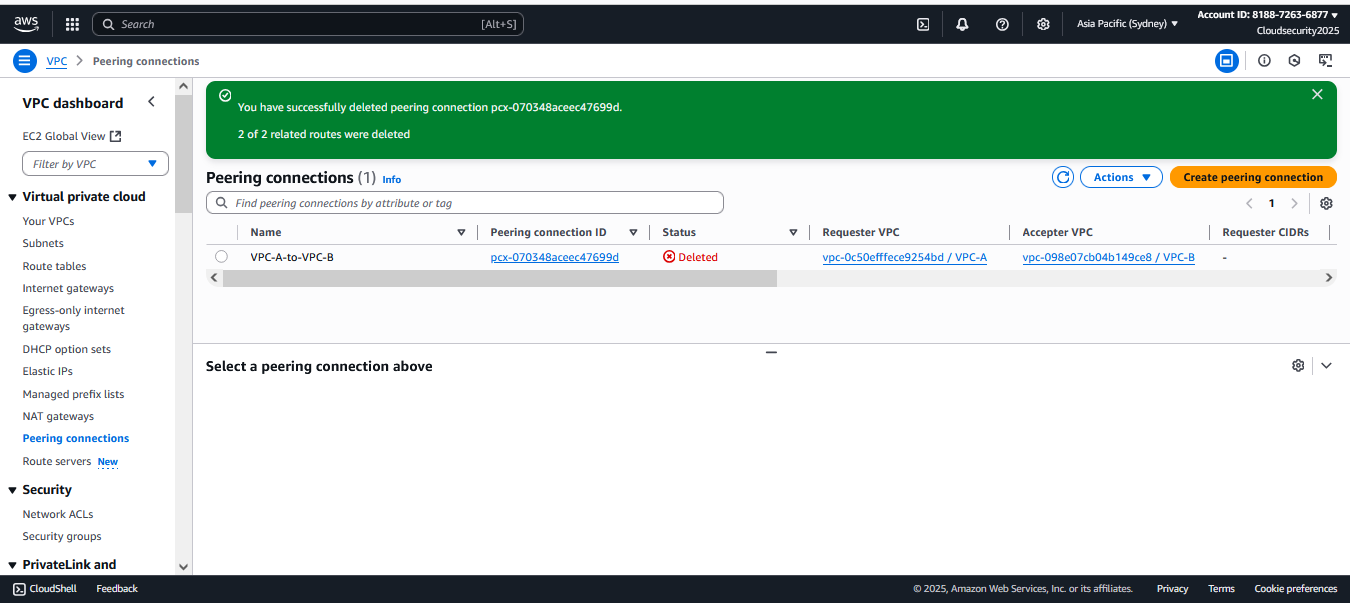 aws
Search
[Alt+S]
Asia Pacific (Sydney)
Account ID: 8188-7263-6877
Cloudsecurity2025
VPC
Peering connections
VPC dashboard
EC2 Global View
Filter by VPC
Virtual private cloud
Your VPCs
Subnets
Route tables
Internet gateways
Egress-only internet
gateways
DHCP option sets
Elastic IPs
Managed prefix lists
NAT gateways
Peering connections
Route servers New
Security
Network ACLs
Security groups
PrivateLink and
You have successfully deleted peering connection pcx-070348aceec47699d.
2 of 2 related routes were deleted
Peering connections (1) Info
Actions
Create peering connection
Find peering connections by attribute or tag
1
Name Peering connection ID Status Requester VPC Accepter VPC Requester CIDRs
VPC-A-to-VPC-B pcx-070348aceec47699d Deleted vpc-0c50efffece9254bd / VPC-A vpc-098e07cb04b149ce8 / VPC-B -
Select a peering connection above
CloudShell Feedback © 2025, Amazon Web Services, Inc. or its affiliates. Privacy Terms Cookie preferences